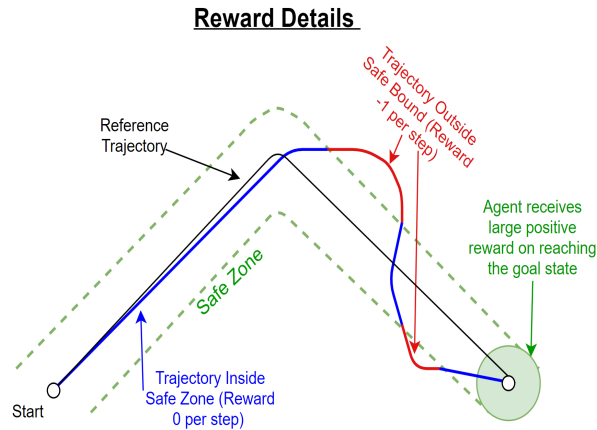 Reward Details
Trajectory Outside
Safe Bound (Reward
-1 per step)
Reference
Trajectory
Agent receives
large positive
reward on reaching
the goal state
Safe Zone
Trajectory Inside
Safe Zone (Reward
0 per step)
Start